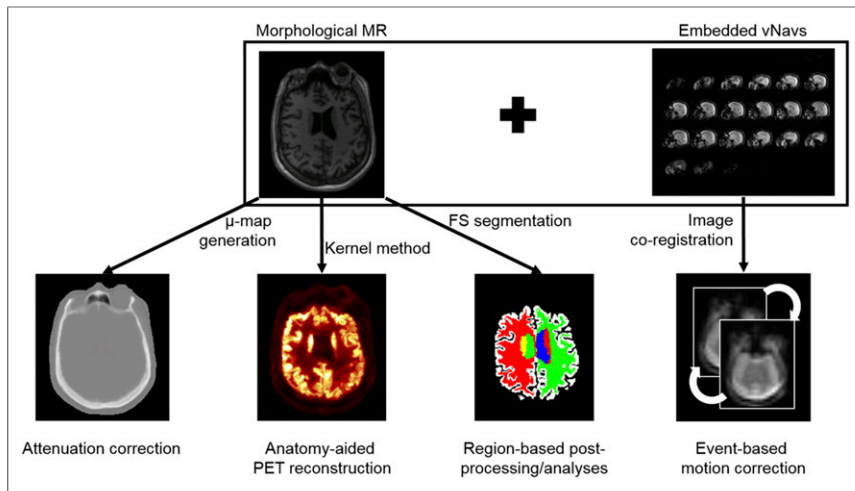 Morphological MR
Embedded vNavs
μ-map
generation
Kernel method
FS segmentation
Image
co-registration
Attenuation correction
Anatomy-aided
PET reconstruction
Region-based post-
processing/analyses
Event-based
motion correction